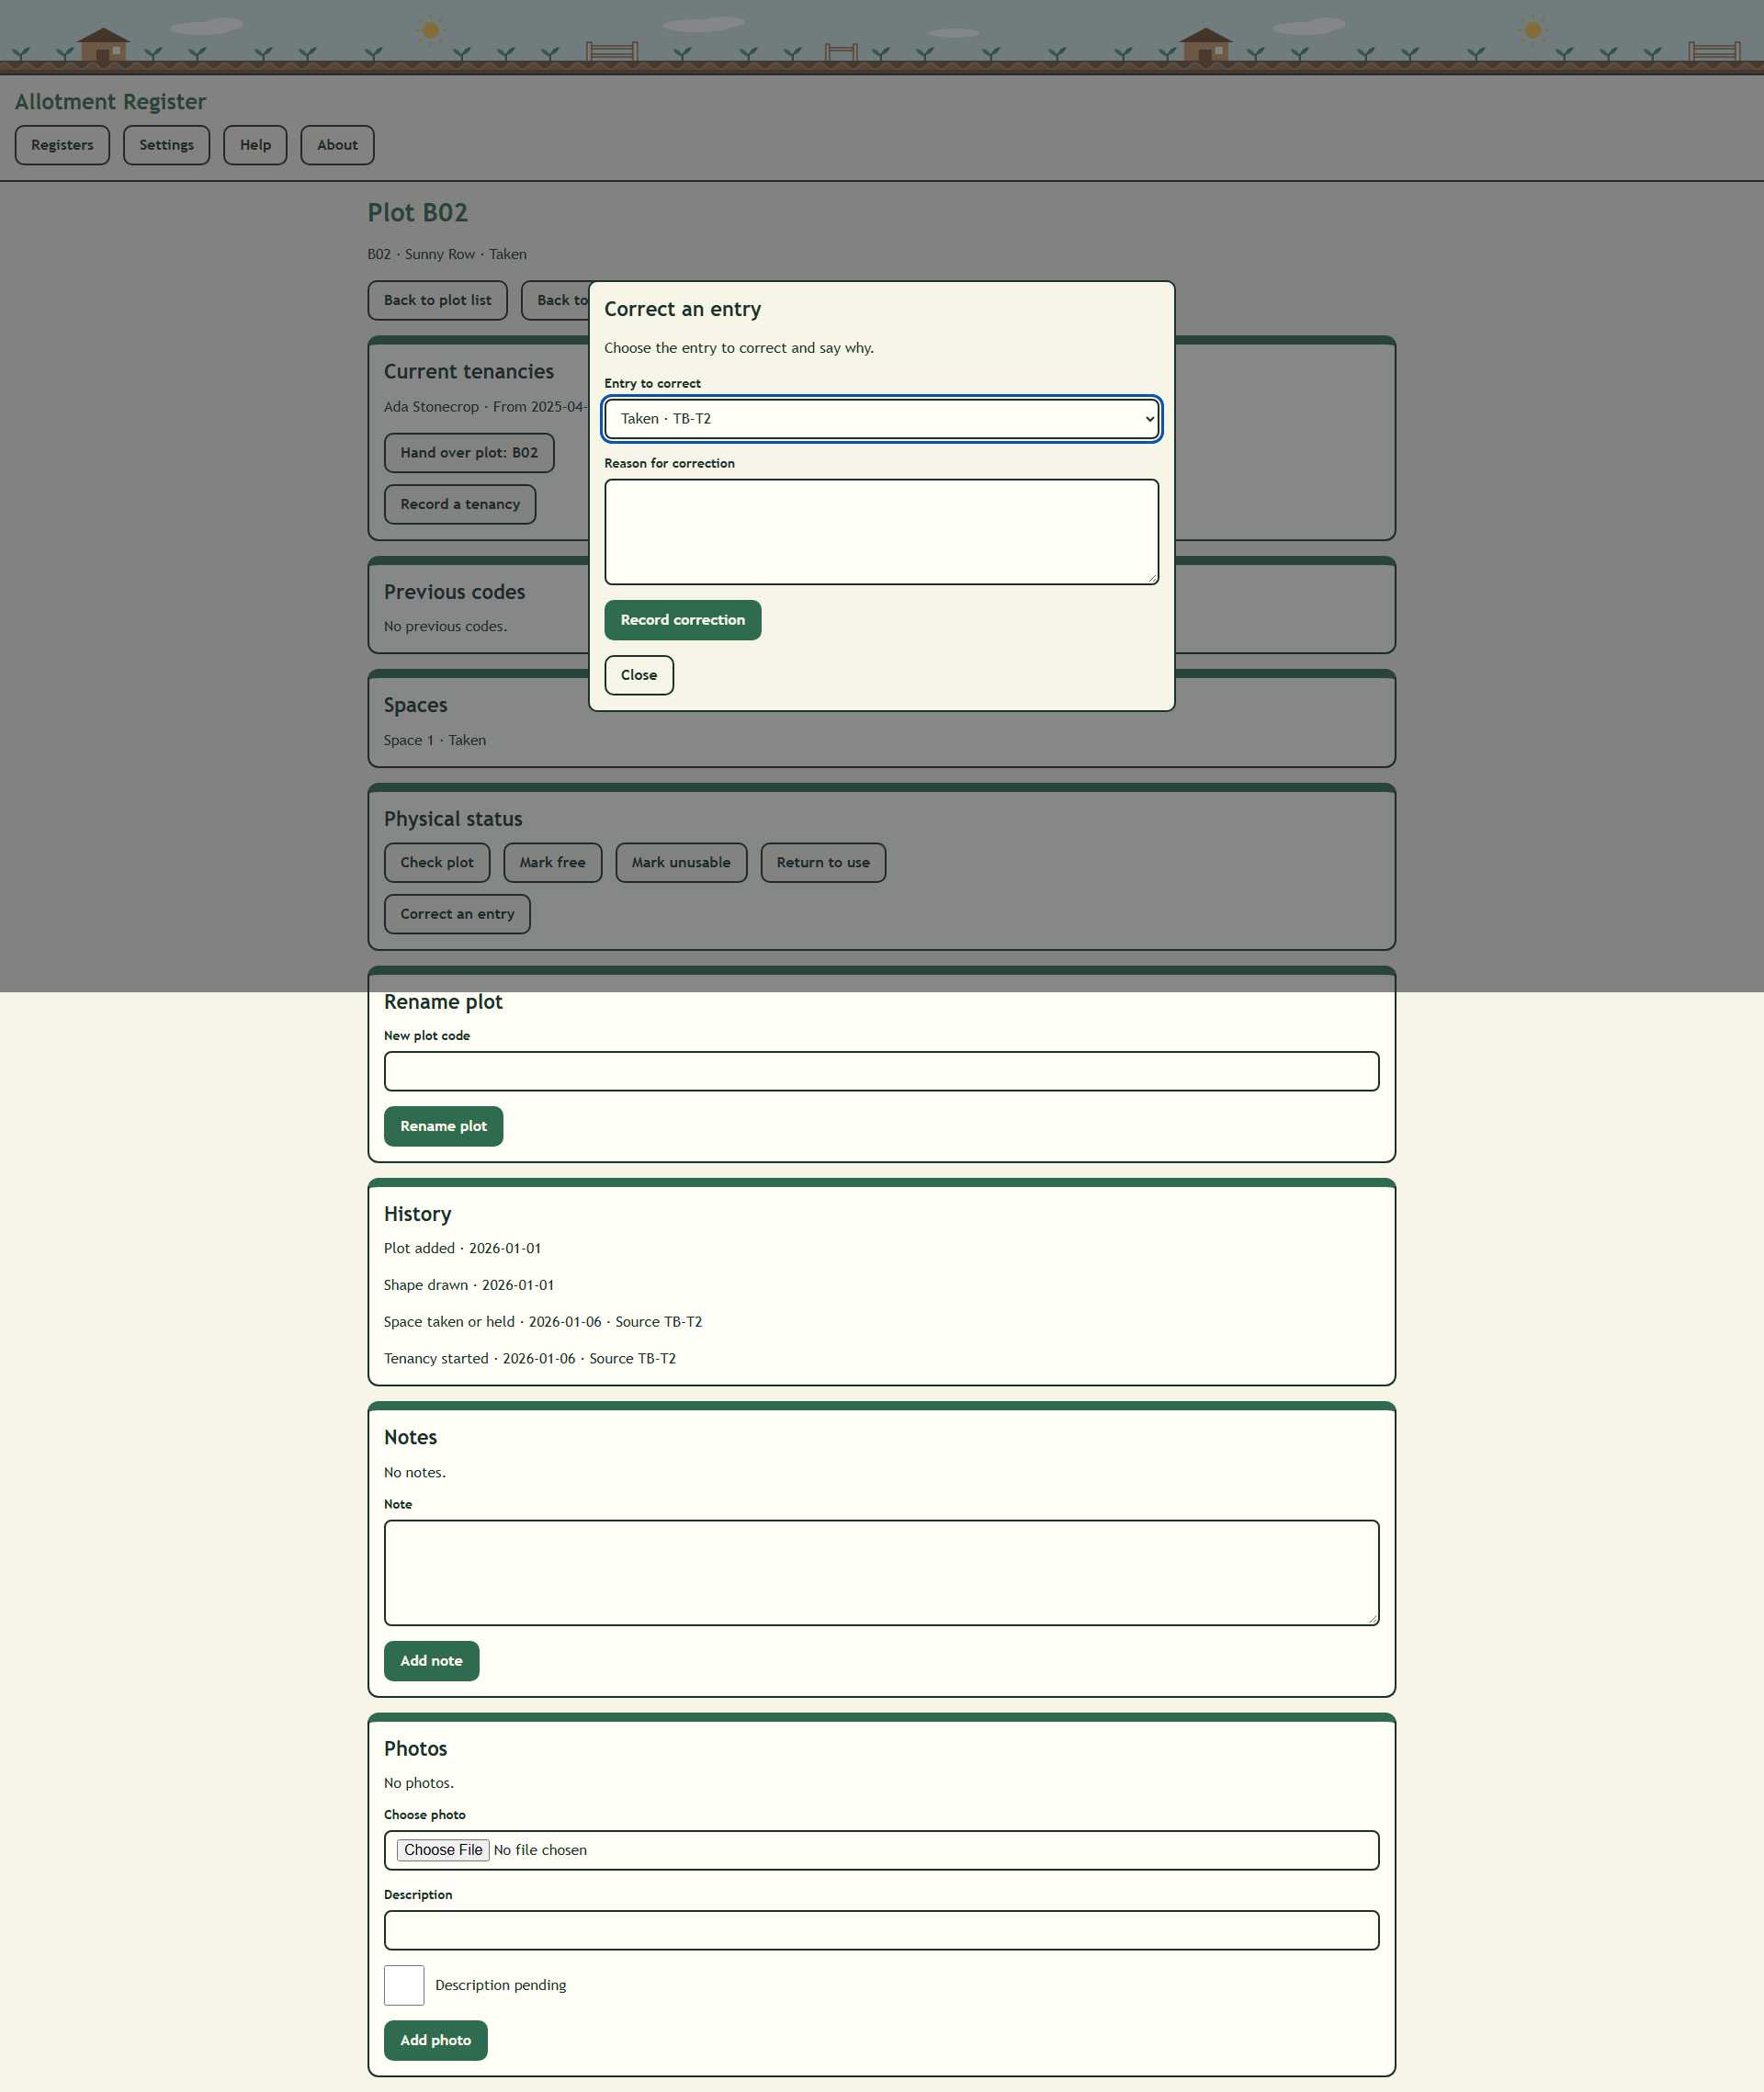 Allotment Register
Registers Settings Help About
Plot B02
B02 · Sunny Row · Taken
Back to plot list Back to
Correct an entry
Choose the entry to correct and say why.
Entry to correct
Taken · TB-T2
Reason for correction
Record correction
Close
Current tenancies
Ada Stonecrop · From 2025-04-
Hand over plot: B02
Record a tenancy
Previous codes
No previous codes.
Spaces
Space 1 · Taken
Physical status
Check plot Mark free Mark unusable Return to use
Correct an entry
Rename plot
New plot code
Rename plot
History
Plot added · 2026-01-01
Shape drawn · 2026-01-01
Space taken or held · 2026-01-06 · Source TB-T2
Tenancy started · 2026-01-06 · Source TB-T2
Notes
No notes.
Note
Add note
Photos
No photos.
Choose photo
Choose File No file chosen
Description
Description pending
Add photo